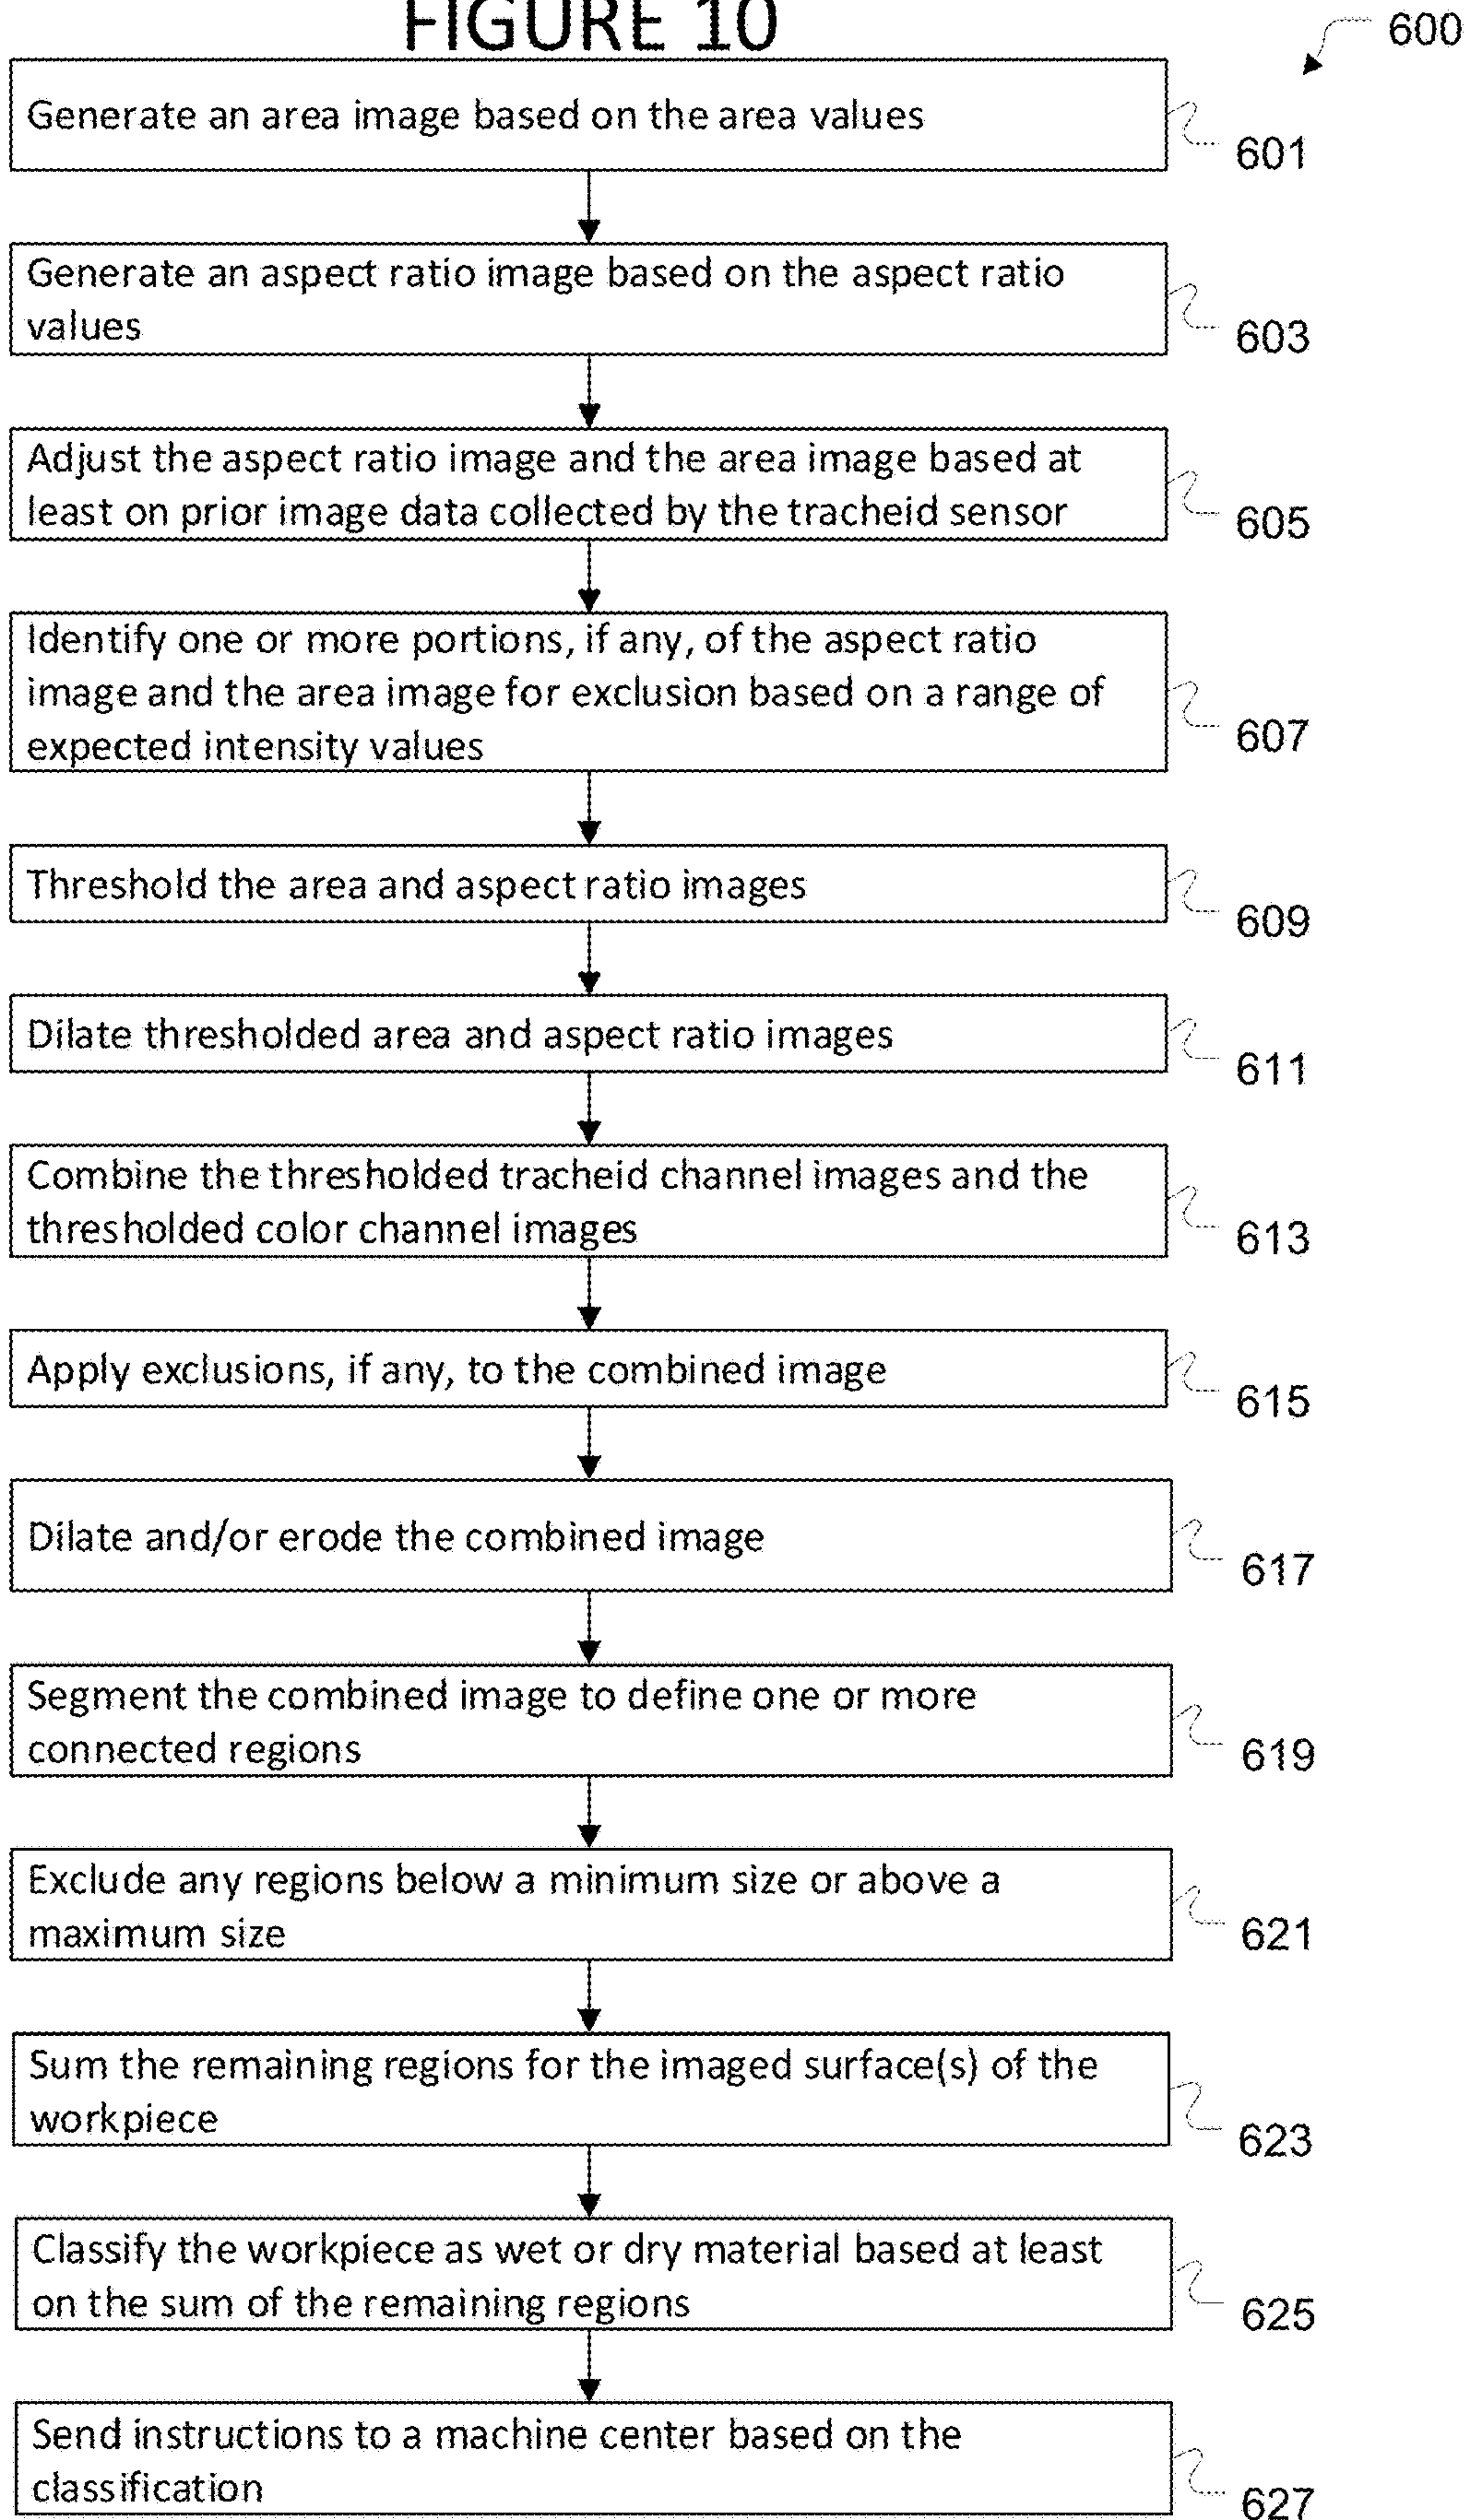 FIGURE 10
600
Generate an area image based on the area values
601
Generate an aspect ratio image based on the aspect ratio
values
603
Adjust the aspect ratio image and the area image based at
least on prior image data collected by the tracheid sensor
605
Identify one or more portions, if any, of the aspect ratio
image and the area image for exclusion based on a range of
expected intensity values
607
Threshold the area and aspect ratio images
609
Dilate thresholded area and aspect ratio images
611
Combine the thresholded tracheid channel images and the
thresholded color channel images
613
Apply exclusions, if any, to the combined image
615
Dilate and/or erode the combined image
617
Segment the combined image to define one or more
connected regions
619
Exclude any regions below a minimum size or above a
maximum size
621
Sum the remaining regions for the imaged surface(s) of the
workpiece
623
Classify the workpiece as wet or dry material based at least
on the sum of the remaining regions
625
Send instructions to a machine center based on the
classification
627